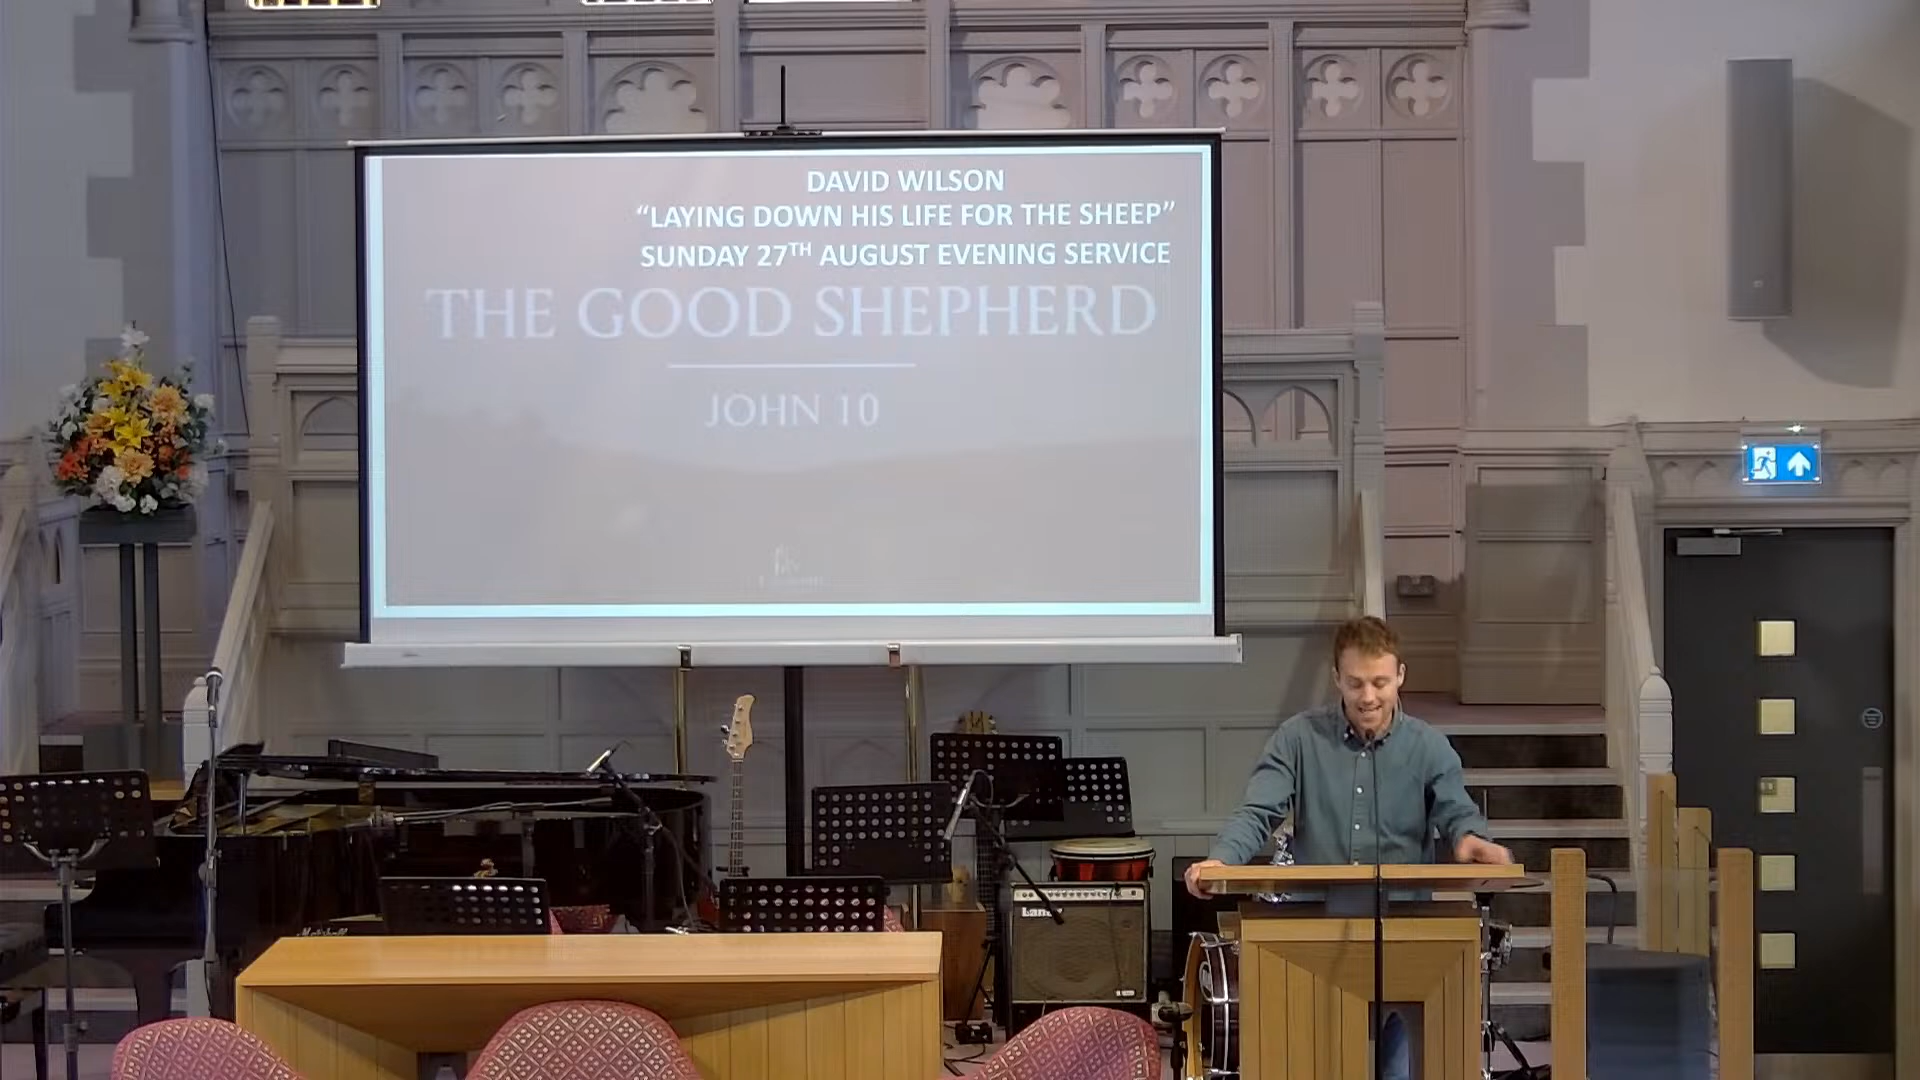 DAVID WILSON
“LAYING DOWN HIS LIFE FOR THE SHEEP”
SUNDAY 27TH AUGUST EVENING SERVICE
THE GOOD SHEPHERD
JOHN 10